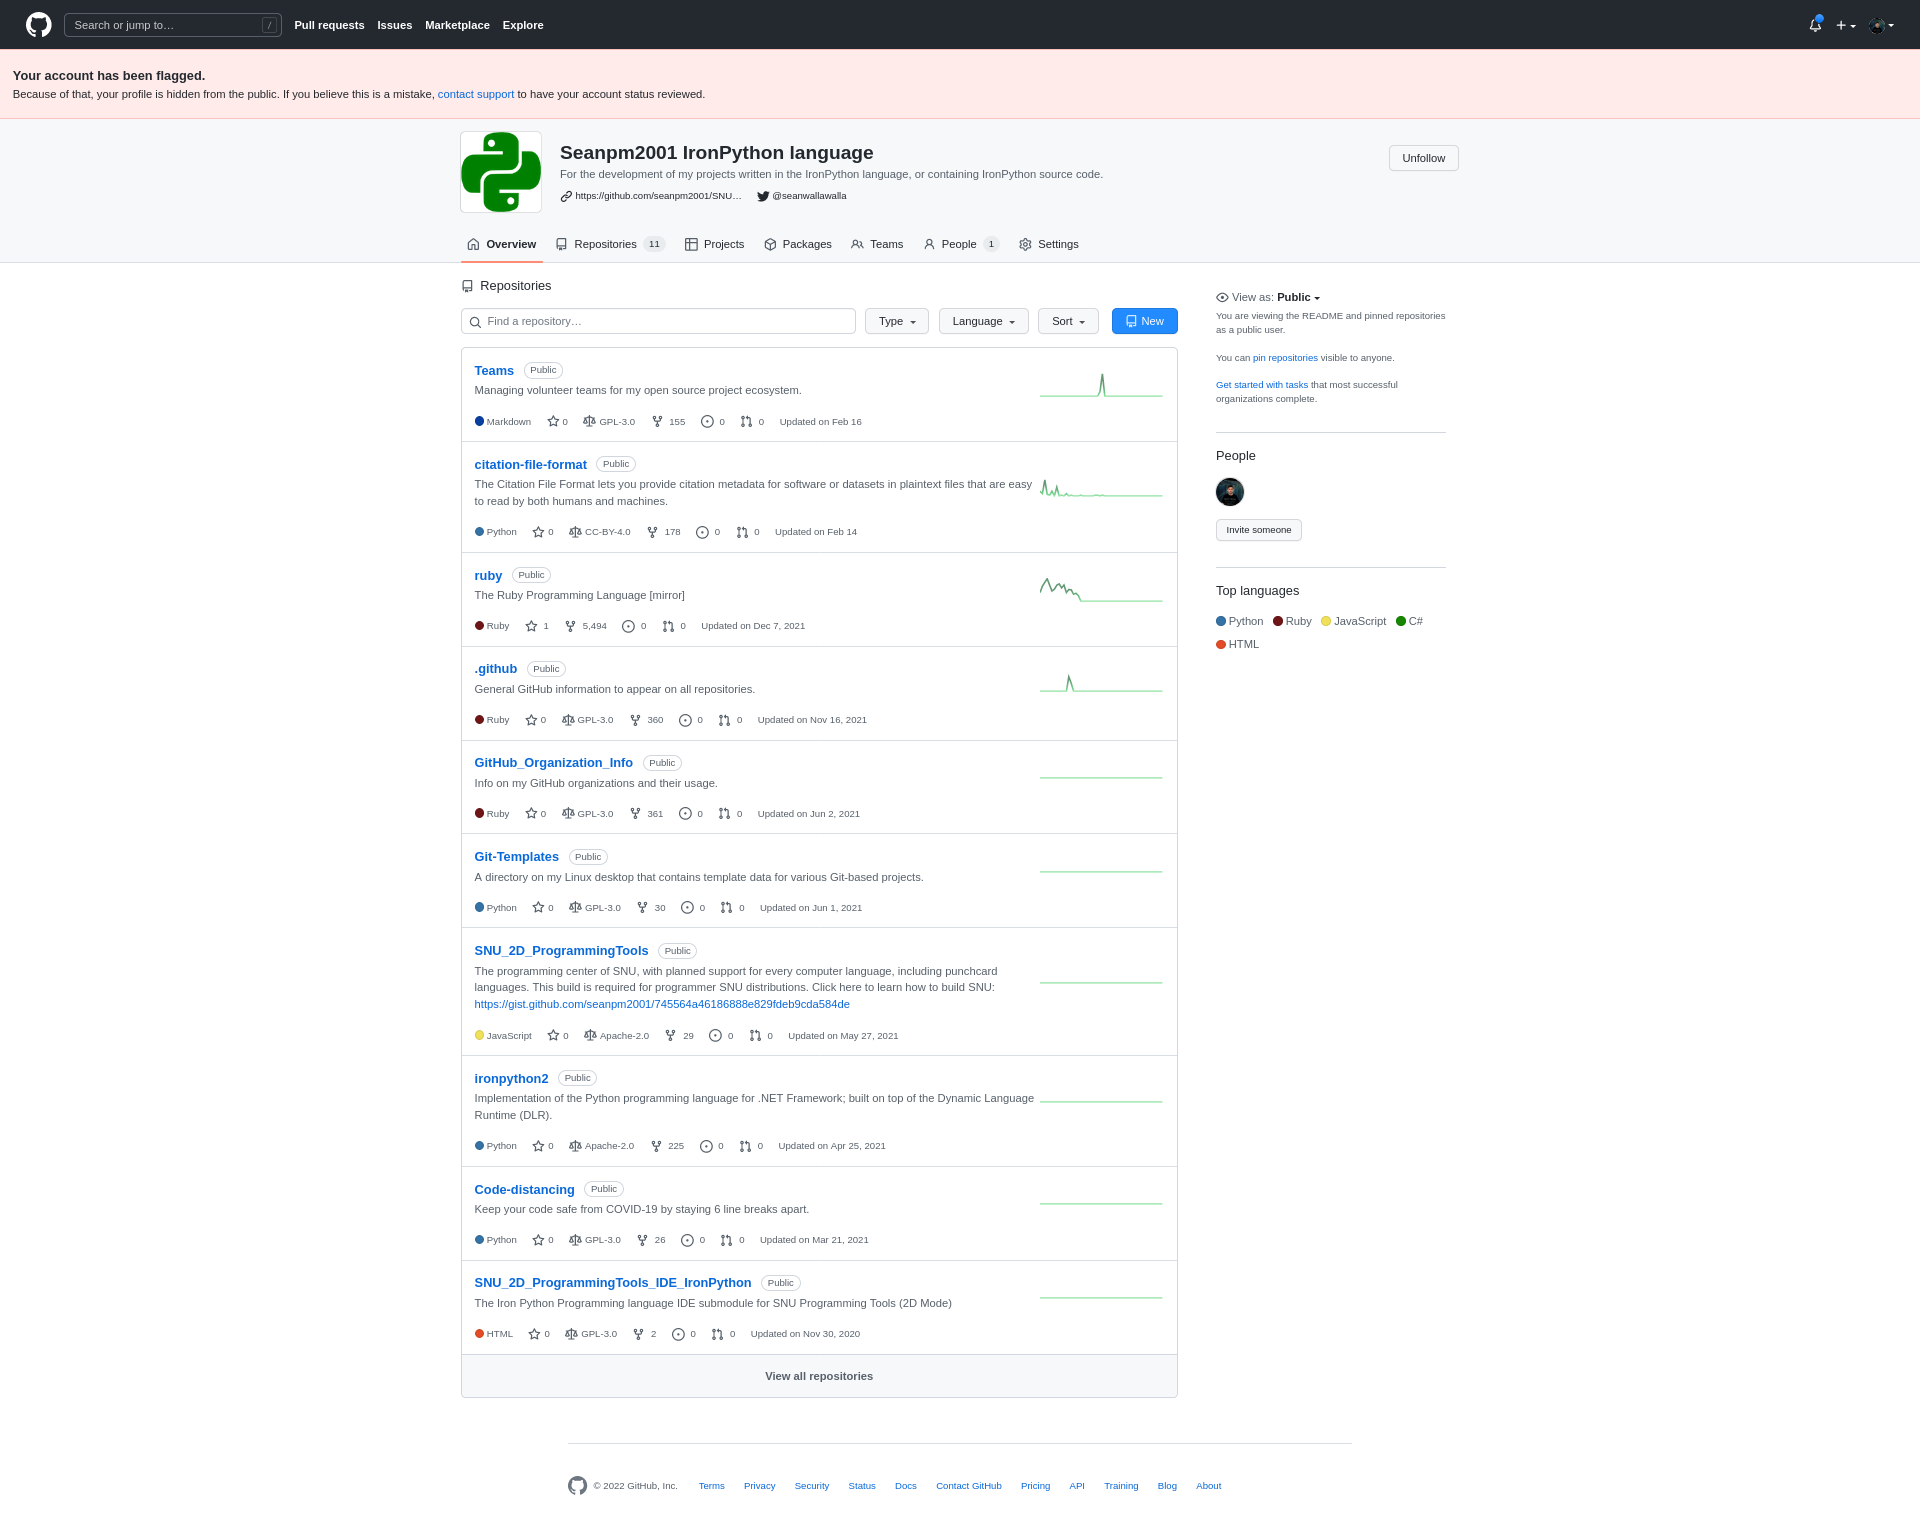 Search or jump to… /
Pull requests Issues Marketplace Explore
Your account has been flagged.
Because of that, your profile is hidden from the public. If you believe this is a mistake, contact support to have your account status reviewed.
Seanpm2001 IronPython language
For the development of my projects written in the IronPython language, or containing IronPython source code.
https://github.com/seanpm2001/SNU… @seanwallawalla
Unfollow
Overview Repositories 11 Projects Packages Teams People 1 Settings
Repositories
Find a repository… Type Language Sort New
Teams Public
Managing volunteer teams for my open source project ecosystem.
Markdown 0 GPL-3.0 155 0 0 Updated on Feb 16
citation-file-format Public
The Citation File Format lets you provide citation metadata for software or datasets in plaintext files that are easy
to read by both humans and machines.
Python 0 CC-BY-4.0 178 0 0 Updated on Feb 14
ruby Public
The Ruby Programming Language [mirror]
Ruby 1 5,494 0 0 Updated on Dec 7, 2021
.github Public
General GitHub information to appear on all repositories.
Ruby 0 GPL-3.0 360 0 0 Updated on Nov 16, 2021
GitHub_Organization_Info Public
Info on my GitHub organizations and their usage.
Ruby 0 GPL-3.0 361 0 0 Updated on Jun 2, 2021
Git-Templates Public
A directory on my Linux desktop that contains template data for various Git-based projects.
Python 0 GPL-3.0 30 0 0 Updated on Jun 1, 2021
SNU_2D_ProgrammingTools Public
The programming center of SNU, with planned support for every computer language, including punchcard
languages. This build is required for programmer SNU distributions. Click here to learn how to build SNU:
https://gist.github.com/seanpm2001/745564a46186888e829fdeb9cda584de
JavaScript 0 Apache-2.0 29 0 0 Updated on May 27, 2021
ironpython2 Public
Implementation of the Python programming language for .NET Framework; built on top of the Dynamic Language
Runtime (DLR).
Python 0 Apache-2.0 225 0 0 Updated on Apr 25, 2021
Code-distancing Public
Keep your code safe from COVID-19 by staying 6 line breaks apart.
Python 0 GPL-3.0 26 0 0 Updated on Mar 21, 2021
SNU_2D_ProgrammingTools_IDE_IronPython Public
The Iron Python Programming language IDE submodule for SNU Programming Tools (2D Mode)
HTML 0 GPL-3.0 2 0 0 Updated on Nov 30, 2020
View all repositories
View as: Public
You are viewing the README and pinned repositories
as a public user.
You can pin repositories visible to anyone.
Get started with tasks that most successful
organizations complete.
People
Invite someone
Top languages
Python Ruby JavaScript C#
HTML
© 2022 GitHub, Inc. Terms Privacy Security Status Docs Contact GitHub Pricing API Training Blog About